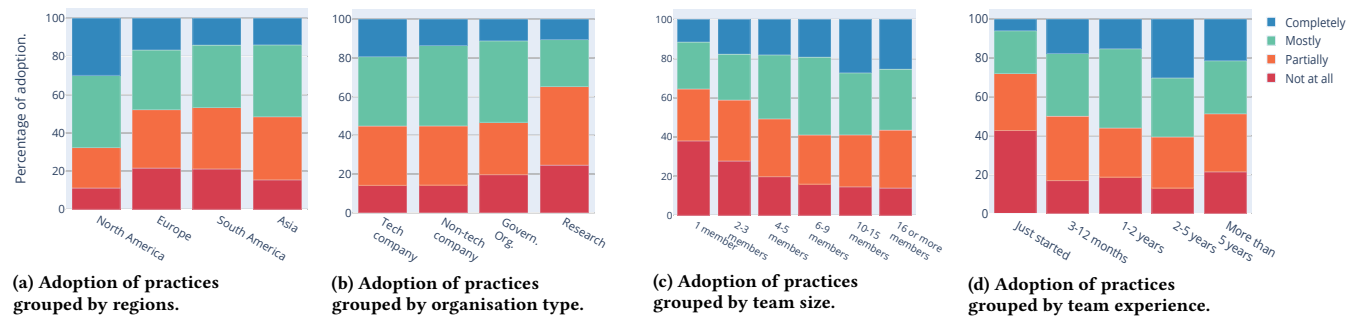 Percentage of adoption.
100
80
60
40
20
0
North America
Europe
South America
Asia
(a) Adoption of practices
grouped by regions.
100
80
60
40
20
0
Tech
company
Non-tech
company
Govern.
Org.
Research
(b) Adoption of practices
grouped by organisation type.
100
80
60
40
20
0
1 member
2-3
members
4-5
members
6-9
members
10-15
members
16 or more
members
(c) Adoption of practices
grouped by team size.
100
80
60
40
20
0
Just started
3-12 months
1-2 years
2-5 years
More than
5 years
(d) Adoption of practices
grouped by team experience.
Completely
Mostly
Partially
Not at all